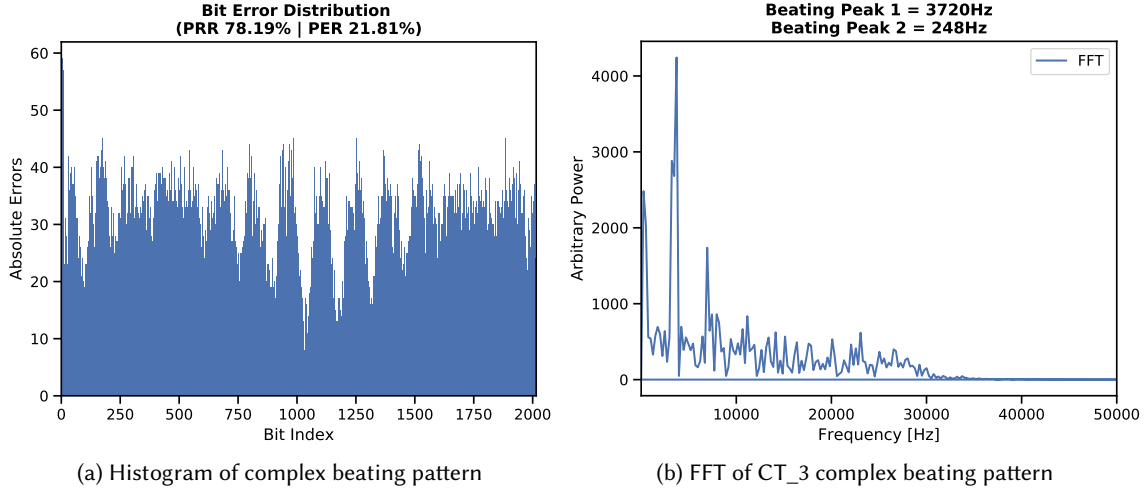 Bit Error Distribution
(PRR 78.19% | PER 21.81%)
60
50
40
30
20
10
0
Absolute Errors
0 250 500 750 1000 1250 1500 1750 2000
Bit Index
(a) Histogram of complex beating pattern
Beating Peak 1 = 3720Hz
Beating Peak 2 = 248Hz
FFT
4000
3000
2000
1000
0
Arbitrary Power
10000 20000 30000 40000 50000
Frequency [Hz]
(b) FFT of CT_3 complex beating pattern